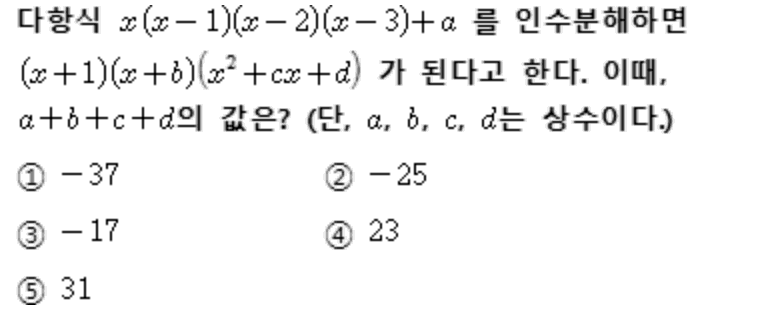 다항식 x(x−1)(x−2)(x−3)+a 를 인수분해하면
(x+1)(x+b)(x²+cx+d) 가 된다고 한다. 이때,
a+b+c+d의 값은? (단, a, b, c, d는 상수이다.)
① −37 ② −25
③ −17 ④ 23
⑤ 31